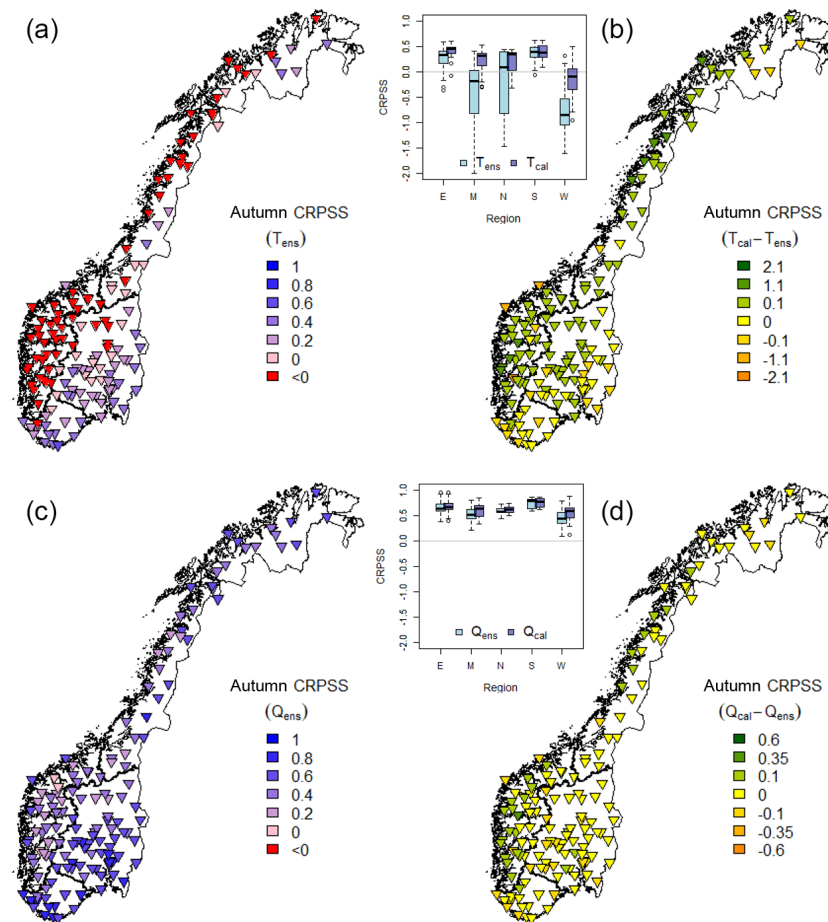 (a)
Autumn CRPSS
(Tens)
1
0.8
0.6
0.4
0.2
0
<0
CRPSS
1.0
0.5
0.0
-0.5
-1.0
-1.5
-2.0
Tens Tcal
E M N S W
Region
(b)
Autumn CRPSS
(Tcal−Tens)
2.1
1.1
0.1
0
-0.1
-1.1
-2.1
(c)
Autumn CRPSS
(Qens)
1
0.8
0.6
0.4
0.2
0
<0
CRPSS
1.0
0.5
0.0
-0.5
-1.0
-1.5
-2.0
Qens Qcal
E M N S W
Region
(d)
Autumn CRPSS
(Qcal−Qens)
0.6
0.35
0.1
0
-0.1
-0.35
-0.6